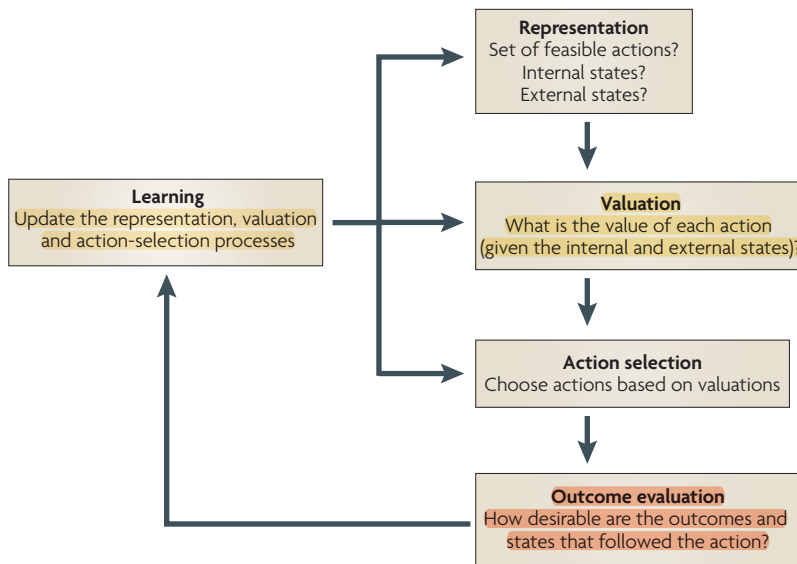 Representation
Set of feasible actions?
Internal states?
External states?
Learning
Update the representation, valuation
and action-selection processes
Valuation
What is the value of each action
(given the internal and external states)?
Action selection
Choose actions based on valuations
Outcome evaluation
How desirable are the outcomes and
states that followed the action?